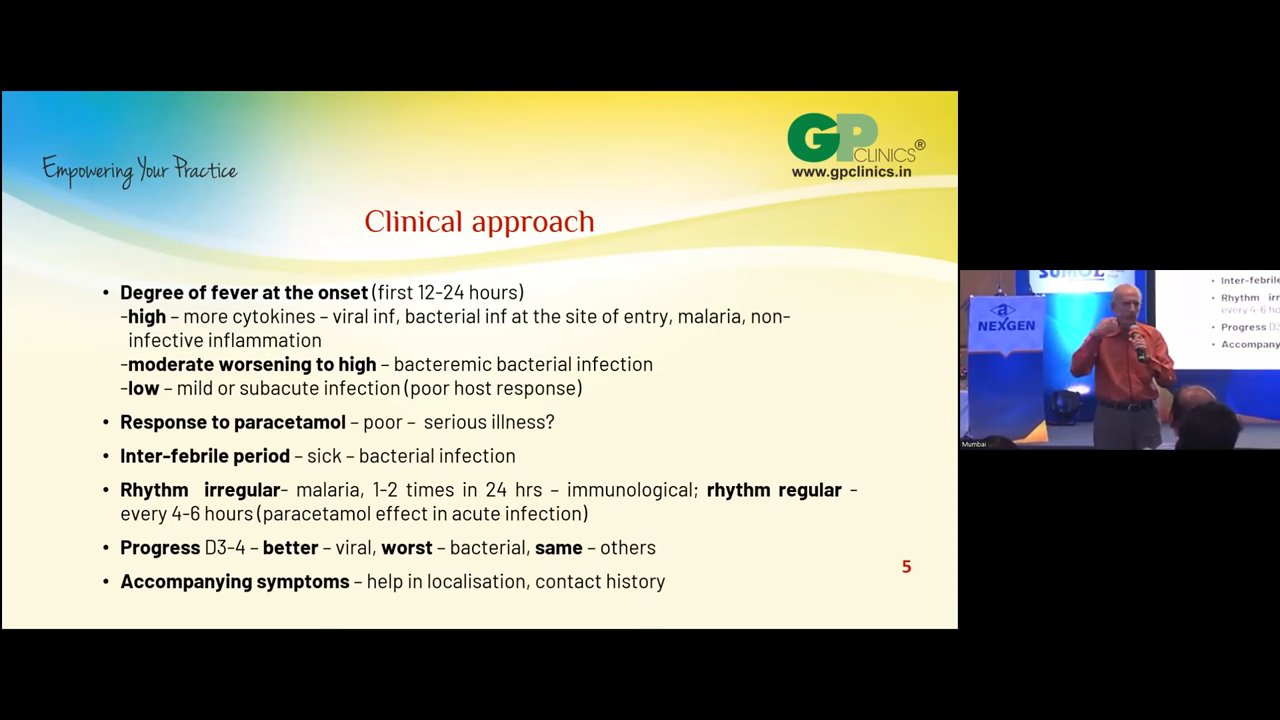 Empowering Your Practice
GP
CLINICS®
www.gpclinics.in
Clinical approach
• Degree of fever at the onset (first 12-24 hours)
-high – more cytokines – viral inf, bacterial inf at the site of entry, malaria, non-
infective inflammation
-moderate worsening to high – bacteremic bacterial infection
-low – mild or subacute infection (poor host response)
• Response to paracetamol – poor – serious illness?
• Inter-febrile period – sick – bacterial infection
• Rhythm irregular- malaria, 1-2 times in 24 hrs – immunological; rhythm regular -
every 4-6 hours (paracetamol effect in acute infection)
• Progress D3-4 – better – viral, worst – bacterial, same – others
• Accompanying symptoms – help in localisation, contact history
5
a
NEXGEN
• Inter-febrile
• Rhythm irr
every 4-6 ho
• Progress D3
• Accompany
Mumbai